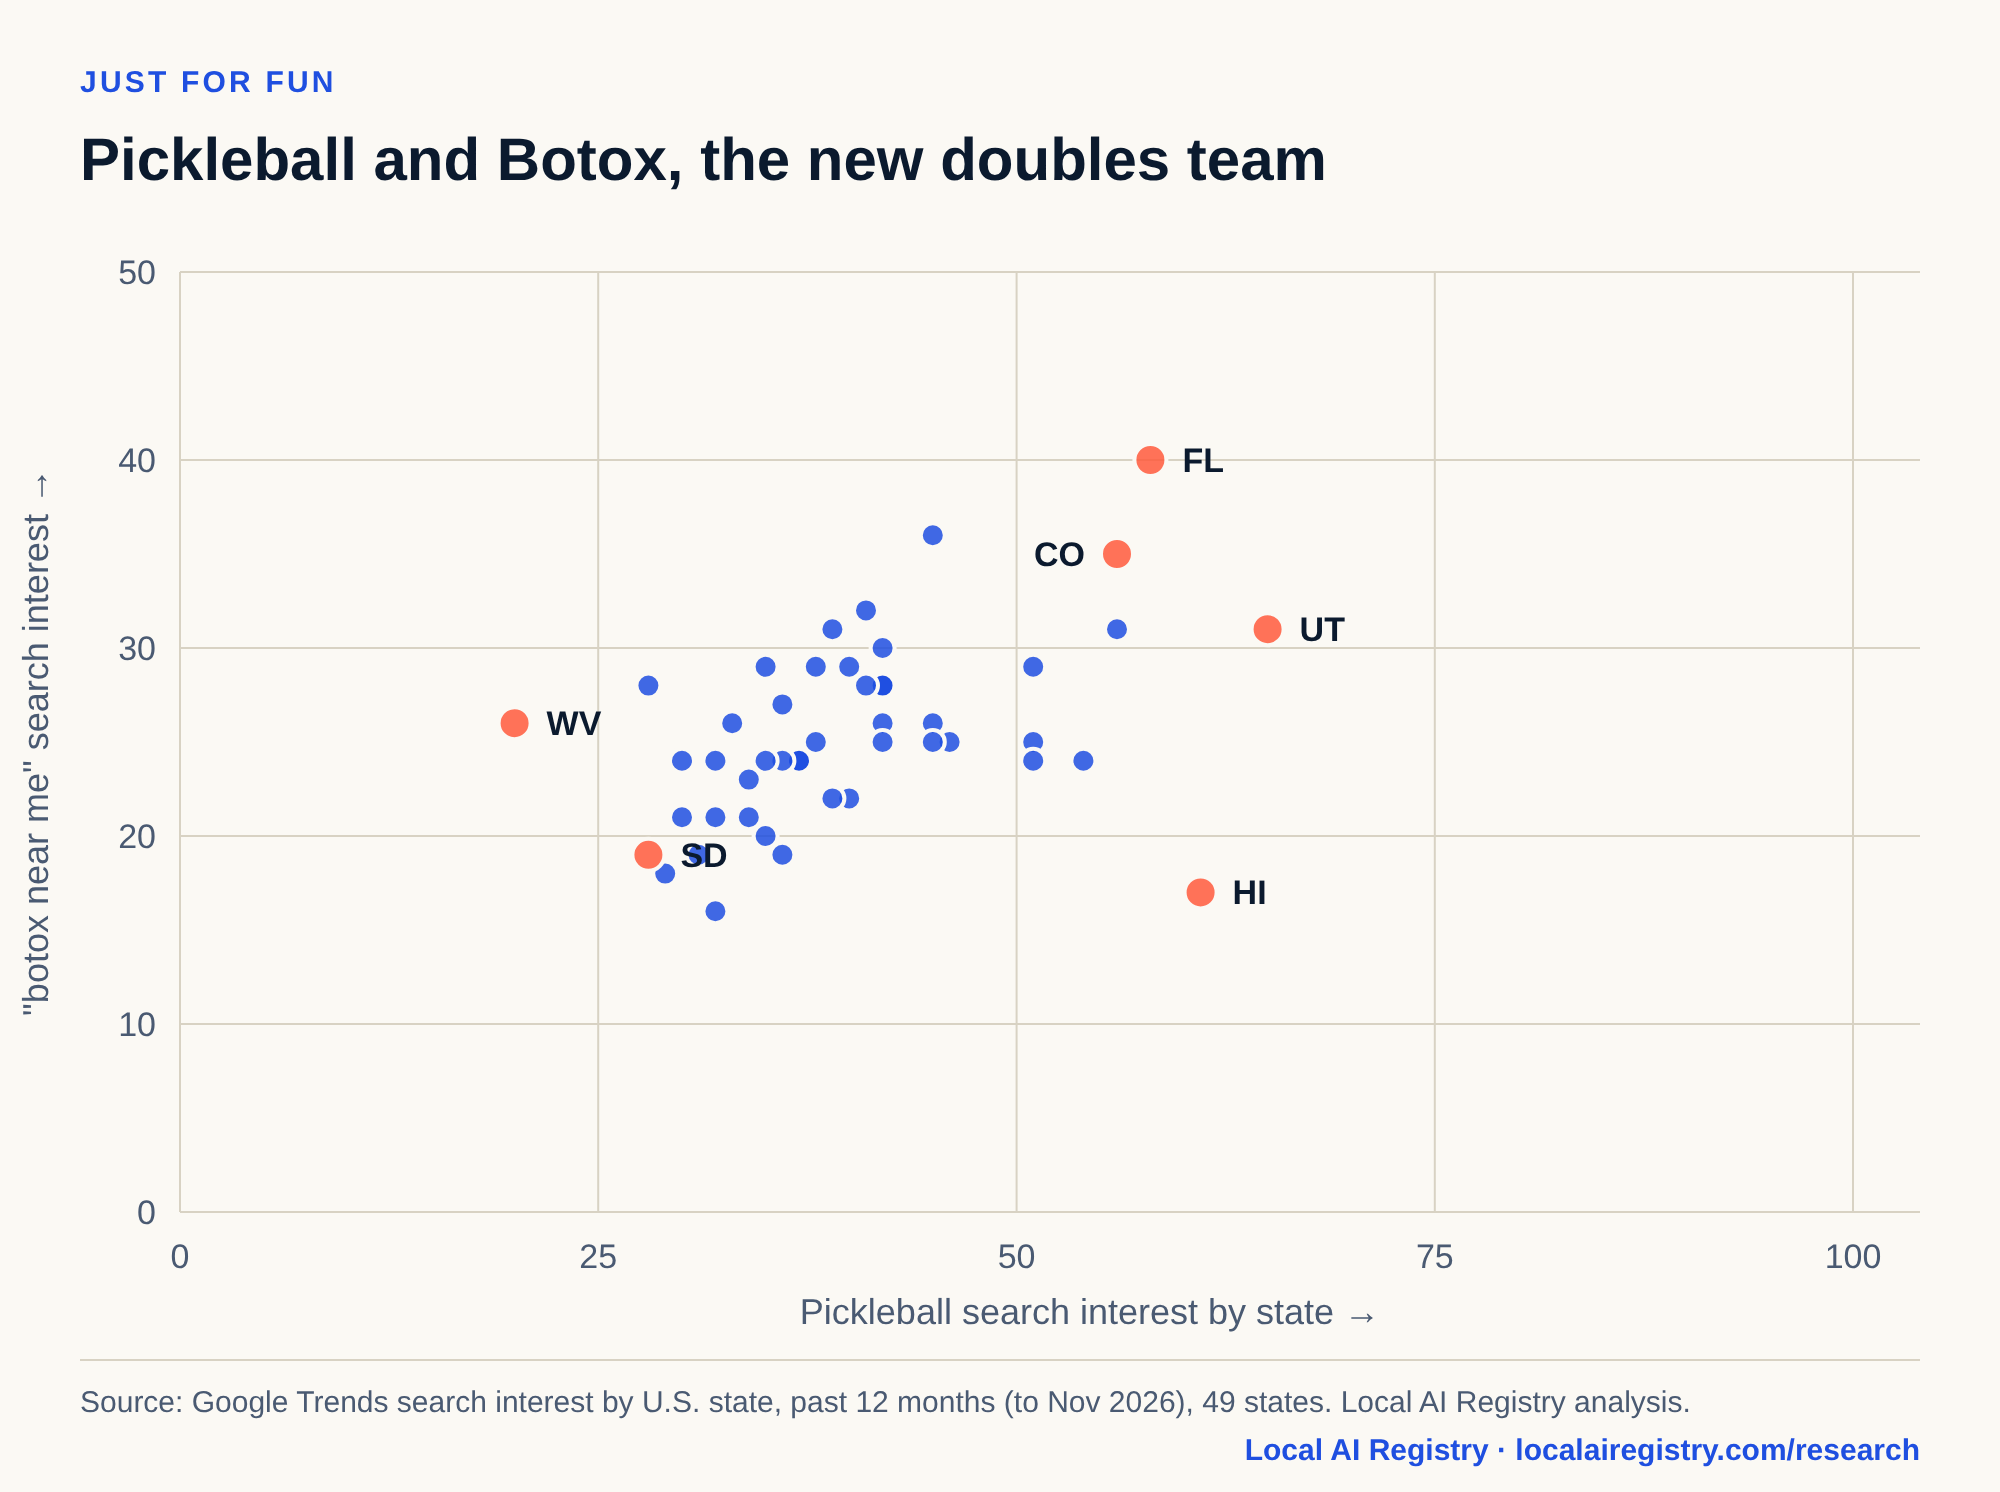 JUST FOR FUN
Pickleball and Botox, the new doubles team
50
40
30
20
10
0
"botox near me" search interest →
FL
CO
UT
WV
SD
HI
0 25 50 75 100
Pickleball search interest by state →
Source: Google Trends search interest by U.S. state, past 12 months (to Nov 2026), 49 states. Local AI Registry analysis.
Local AI Registry · localairegistry.com/research